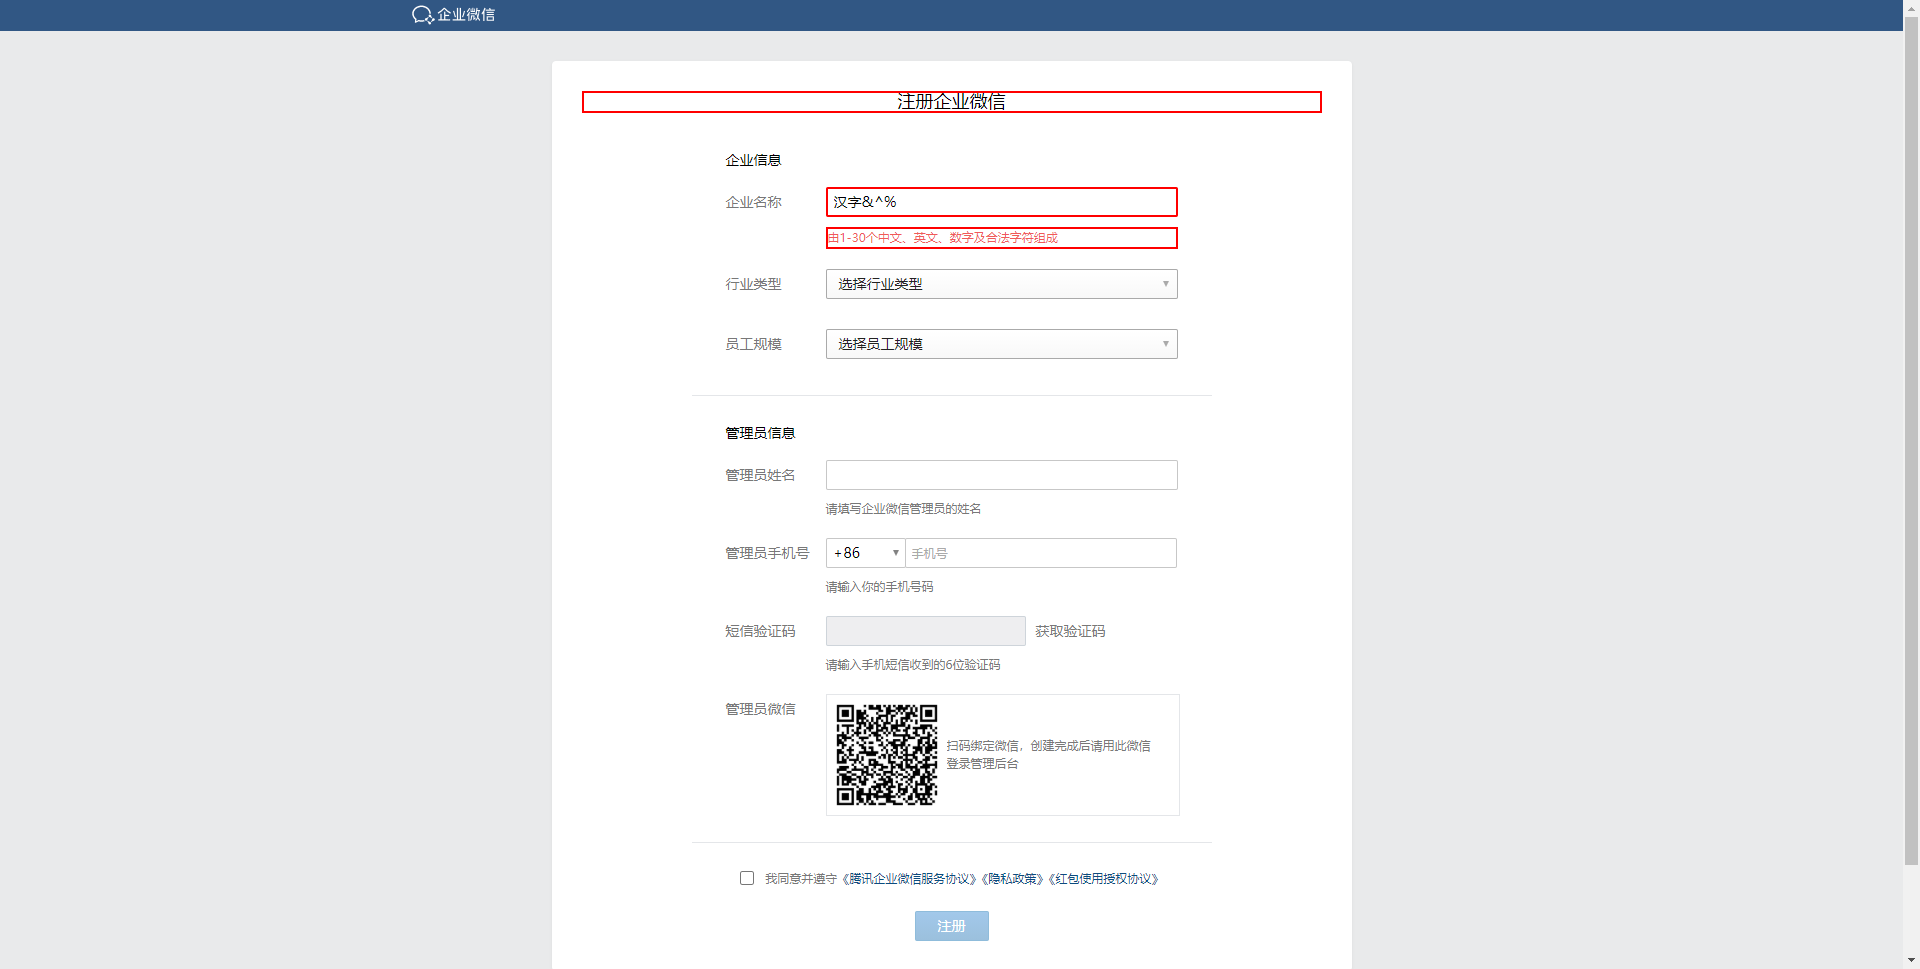 企业微信
注册企业微信
企业信息
企业名称 汉字&^%
由1-30个中文、英文、数字及合法字符组成
行业类型 选择行业类型
员工规模 选择员工规模
管理员信息
管理员姓名
请填写企业微信管理员的姓名
管理员手机号 +86 手机号
请输入你的手机号码
短信验证码 获取验证码
请输入手机短信收到的6位验证码
管理员微信
扫码绑定微信，创建完成后请用此微信
登录管理后台
我同意并遵守《腾讯企业微信服务协议》《隐私政策》《红包使用授权协议》
注册